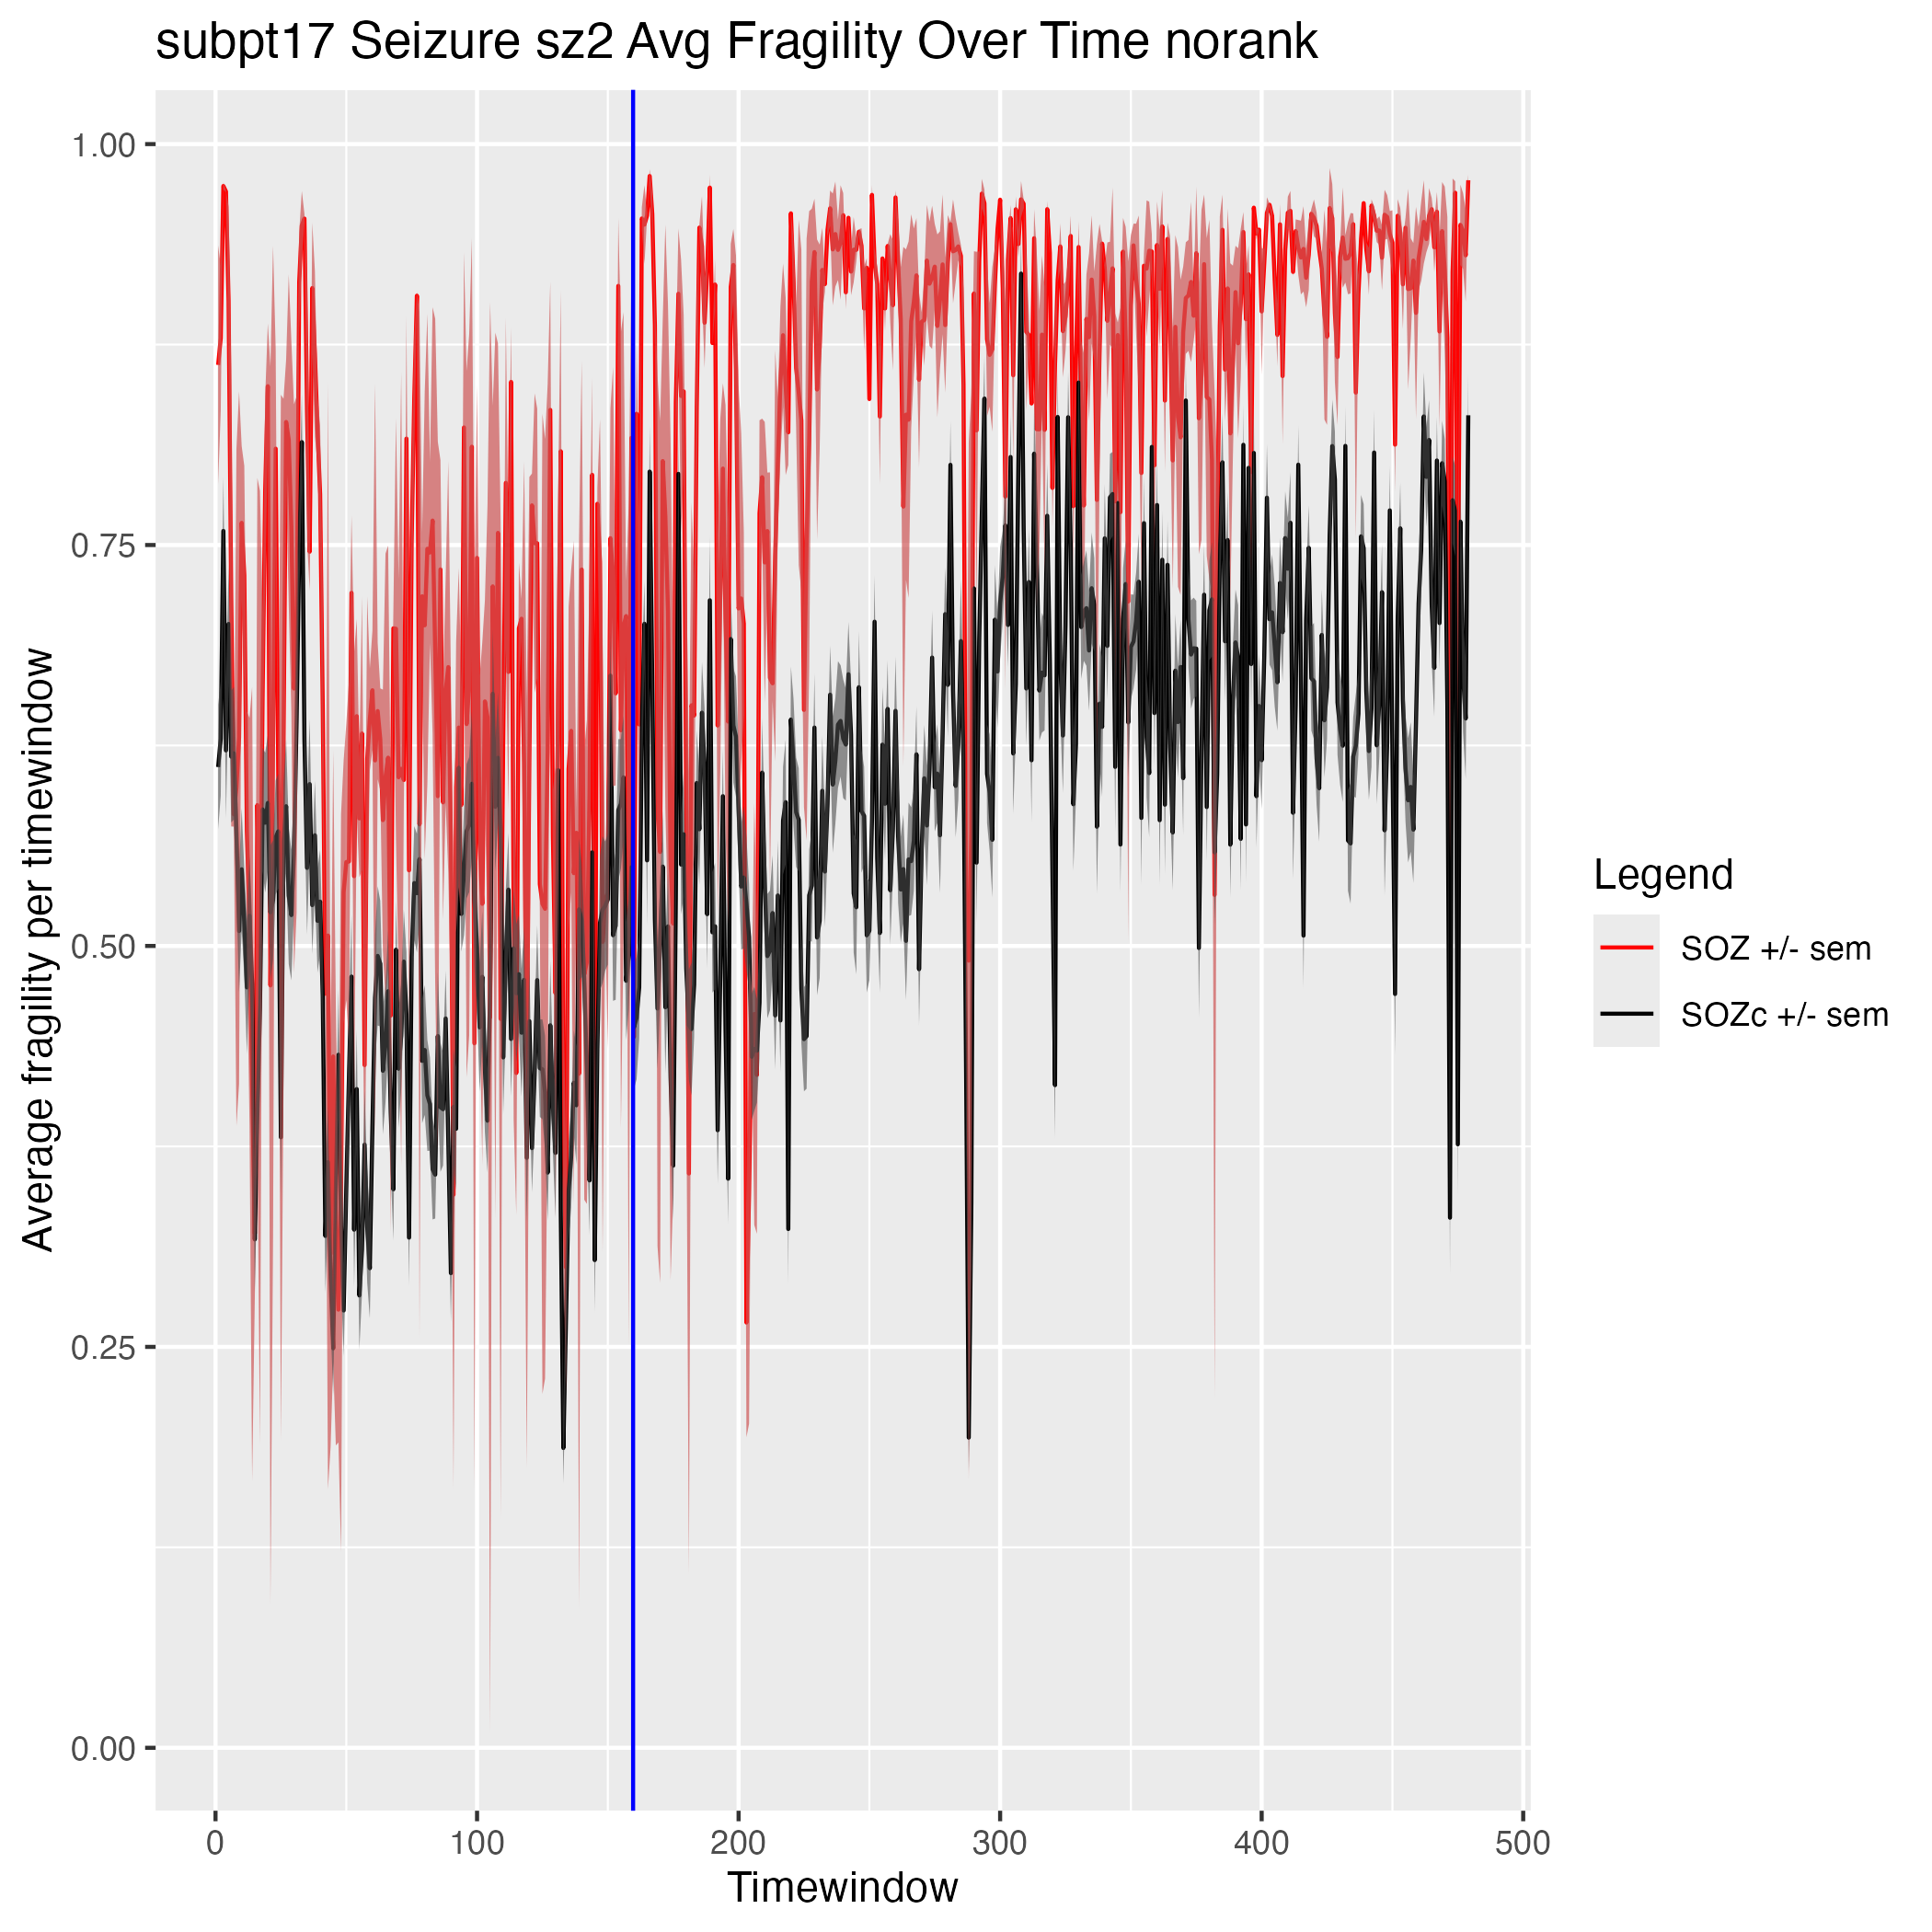 subpt17 Seizure sz2 Avg Fragility Over Time norank
Average fragility per timewindow
1.00
0.75
0.50
0.25
0.00
0 100 200 300 400 500
Timewindow
Legend
SOZ +/- sem
SOZc +/- sem